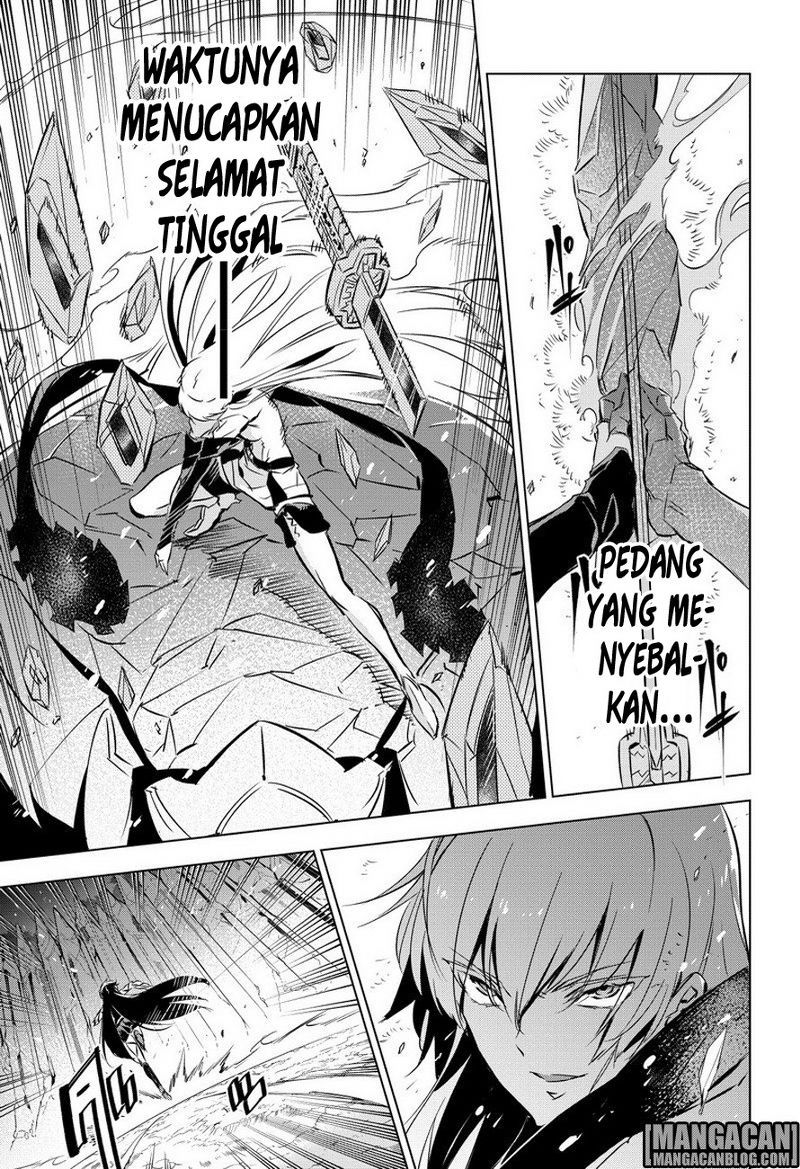 PEDANG
YANG ME-
NYEBAL-
KAN...
WAKTUNYA
MENUCAPKAN
SELAMAT
TINGGAL
[MANGACAN]
MANGACANBLOG.COM